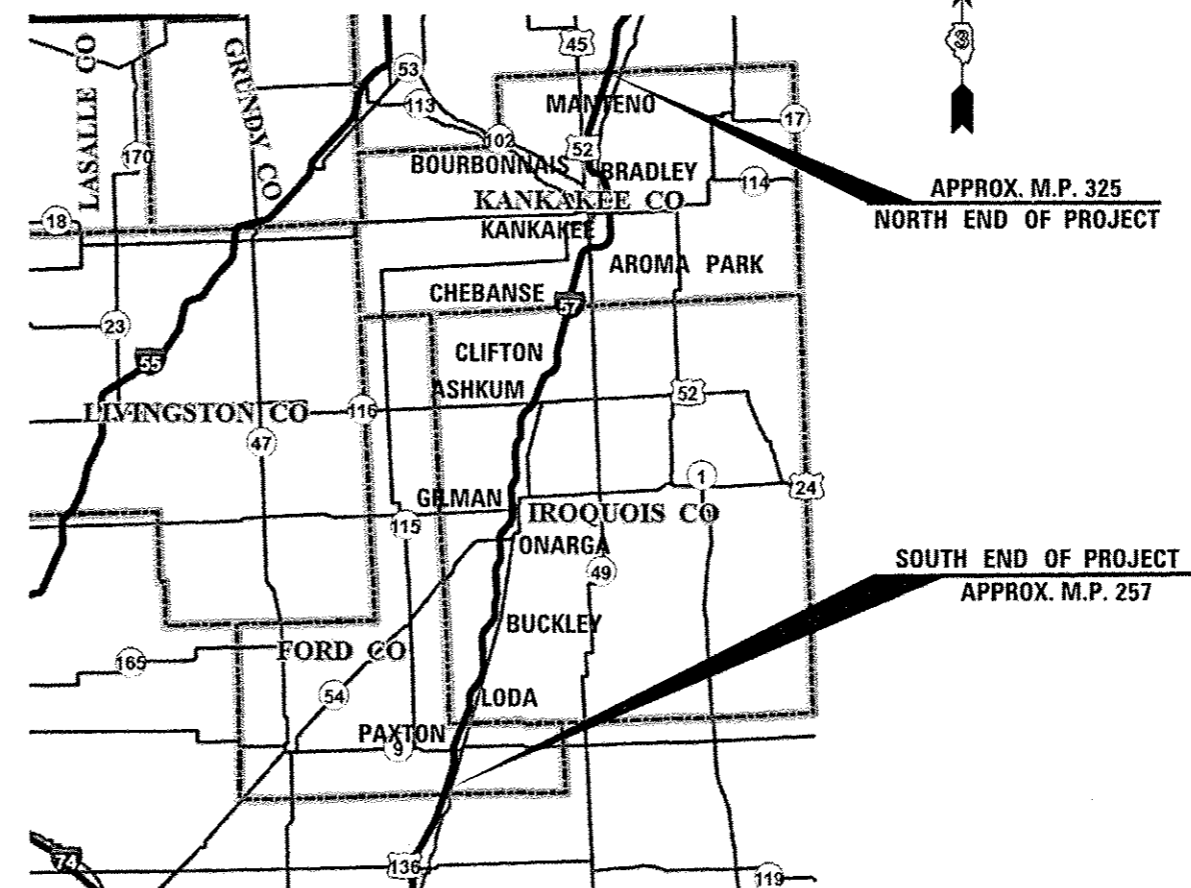 45
3
LASALLE CO
GRUNDY CO
53
113
MANTENO
17
102
52
170
BOURBONNAIS
BRADLEY
114
APPROX. M.P. 325
NORTH END OF PROJECT
KANKAKEE CO
18
KANKAKEE
AROMA PARK
CHEBANSE
57
23
CLIFTON
55
ASHKUM
52
LIVINGSTON CO
116
47
1
24
GILMAN
IROQUOIS CO
115
ONARGA
49
SOUTH END OF PROJECT
APPROX. M.P. 257
BUCKLEY
FORD CO
165
54
LODA
PAXTON
9
74
136
119